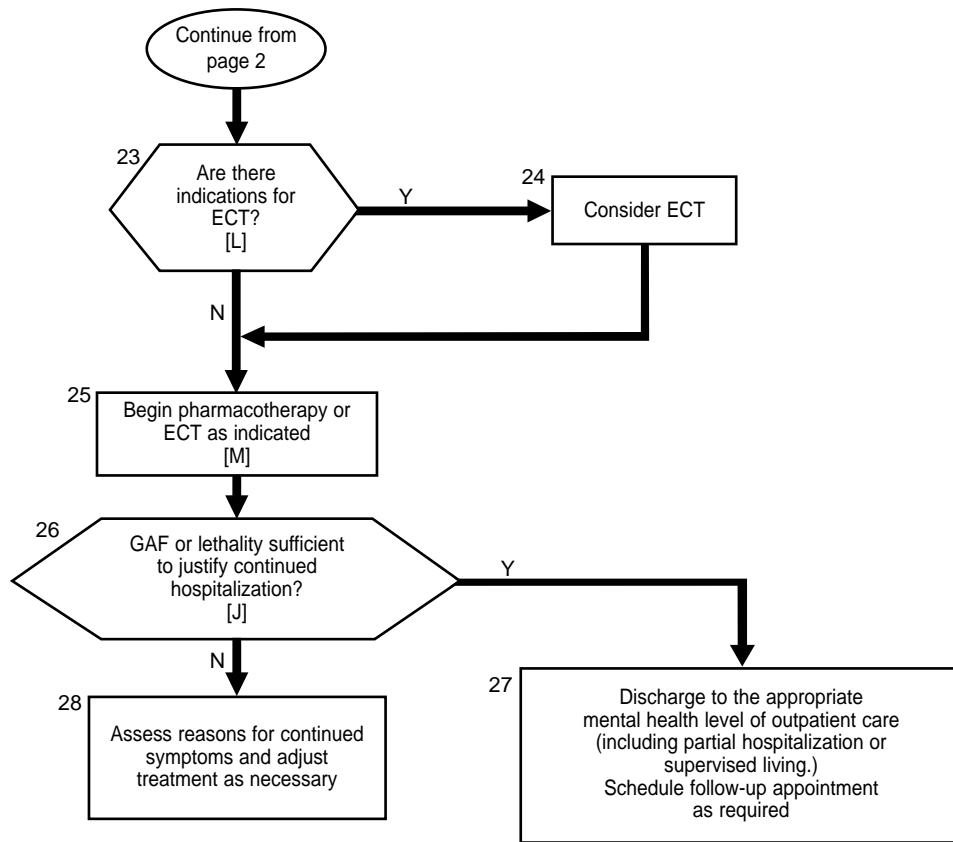 Continue from
page 2
23
Are there
indications for
ECT?
[L]
Y
24
Consider ECT
N
25
Begin pharmacotherapy or
ECT as indicated
[M]
26
GAF or lethality sufficient
to justify continued
hospitalization?
[J]
Y
N
27
Discharge to the appropriate
mental health level of outpatient care
(including partial hospitalization or
supervised living.)
Schedule follow-up appointment
as required
28
Assess reasons for continued
symptoms and adjust
treatment as necessary